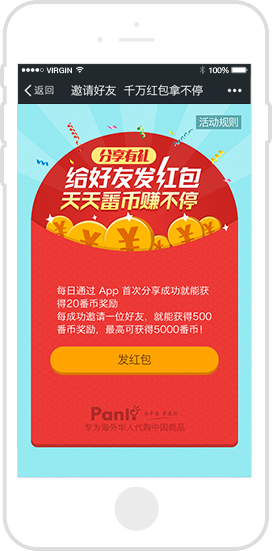 VIRGIN 100%
返回 邀请好友 千万红包拿不停
活动规则
分享有礼
给好友发红包
天天番币赚不停
¥ ¥ ¥ ¥ ¥
每日通过 App 首次分享成功就能获
得20番币奖励
每成功邀请一位好友，就能获得500
番币奖励，最高可获得5000番币！
发红包
Panli
专为海外华人代购中国商品